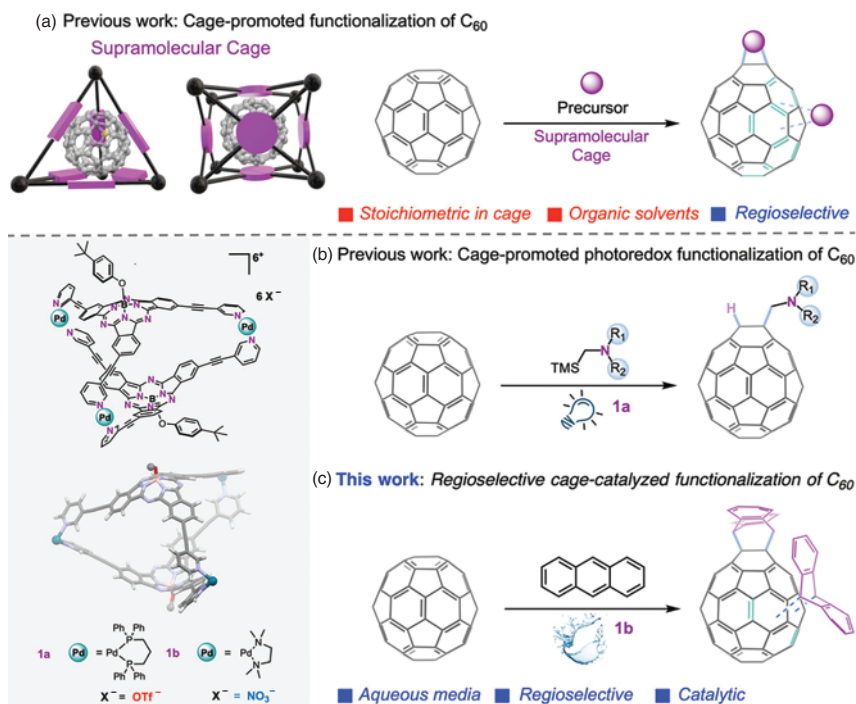 (a) Previous work: Cage-promoted functionalization of C60
Supramolecular Cage
Precursor
Supramolecular
Cage
Stoichiometric in cage
Organic solvents
Regioselective
6+
6 X−
O
B
N
N
N
N
N
N
N
N
N
N
Pd
Pd
Pd
N
N
N
N
N
N
N
B
O
(b) Previous work: Cage-promoted photoredox functionalization of C60
TMS
N
R1
R2
1a
H
N
R1
R2
(c) This work: Regioselective cage-catalyzed functionalization of C60
1b
Aqueous media
Regioselective
Catalytic
1a Pd = Pd
Ph Ph
P
P
Ph Ph
X− = OTf−
1b Pd = Pd
N
N
X− = NO3−